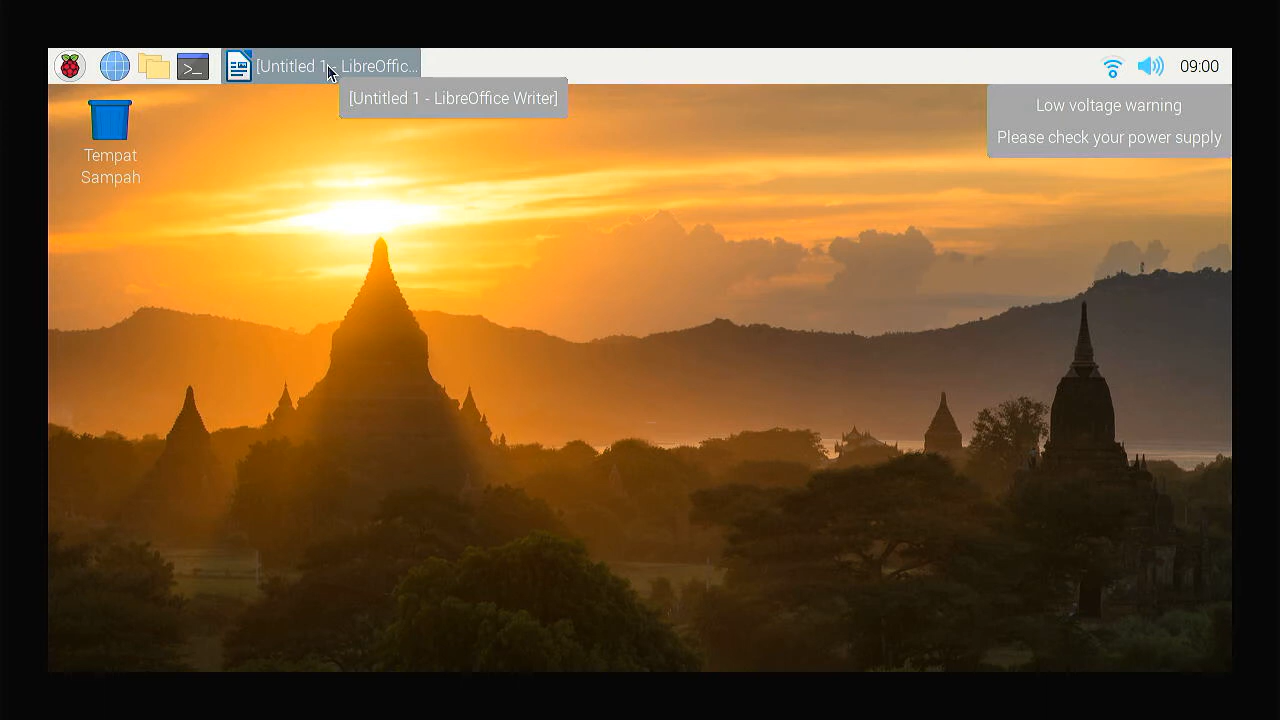 [Untitled 1 - LibreOffic...
09:00
[Untitled 1 - LibreOffice Writer]
Low voltage warning
Please check your power supply
Tempat
Sampah